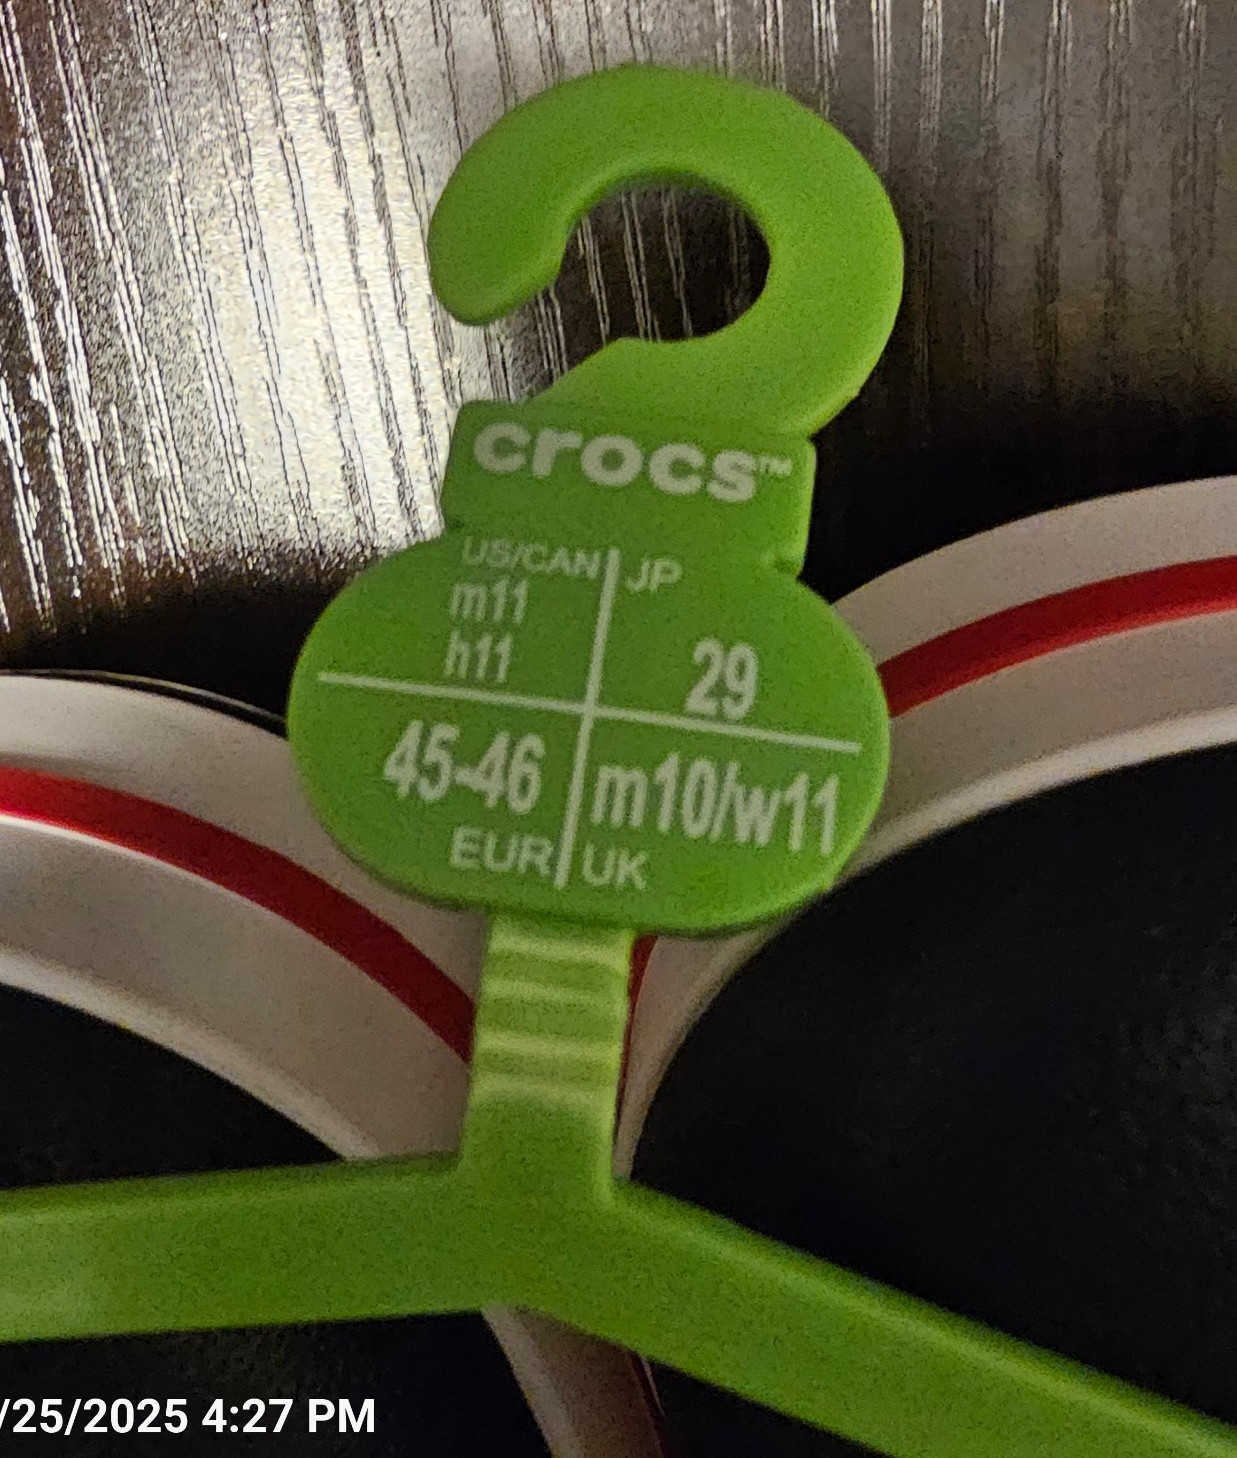 crocs™
US/CAN
m11
h11
JP
29
45-46
EUR
m10/w11
UK
/25/2025 4:27 PM